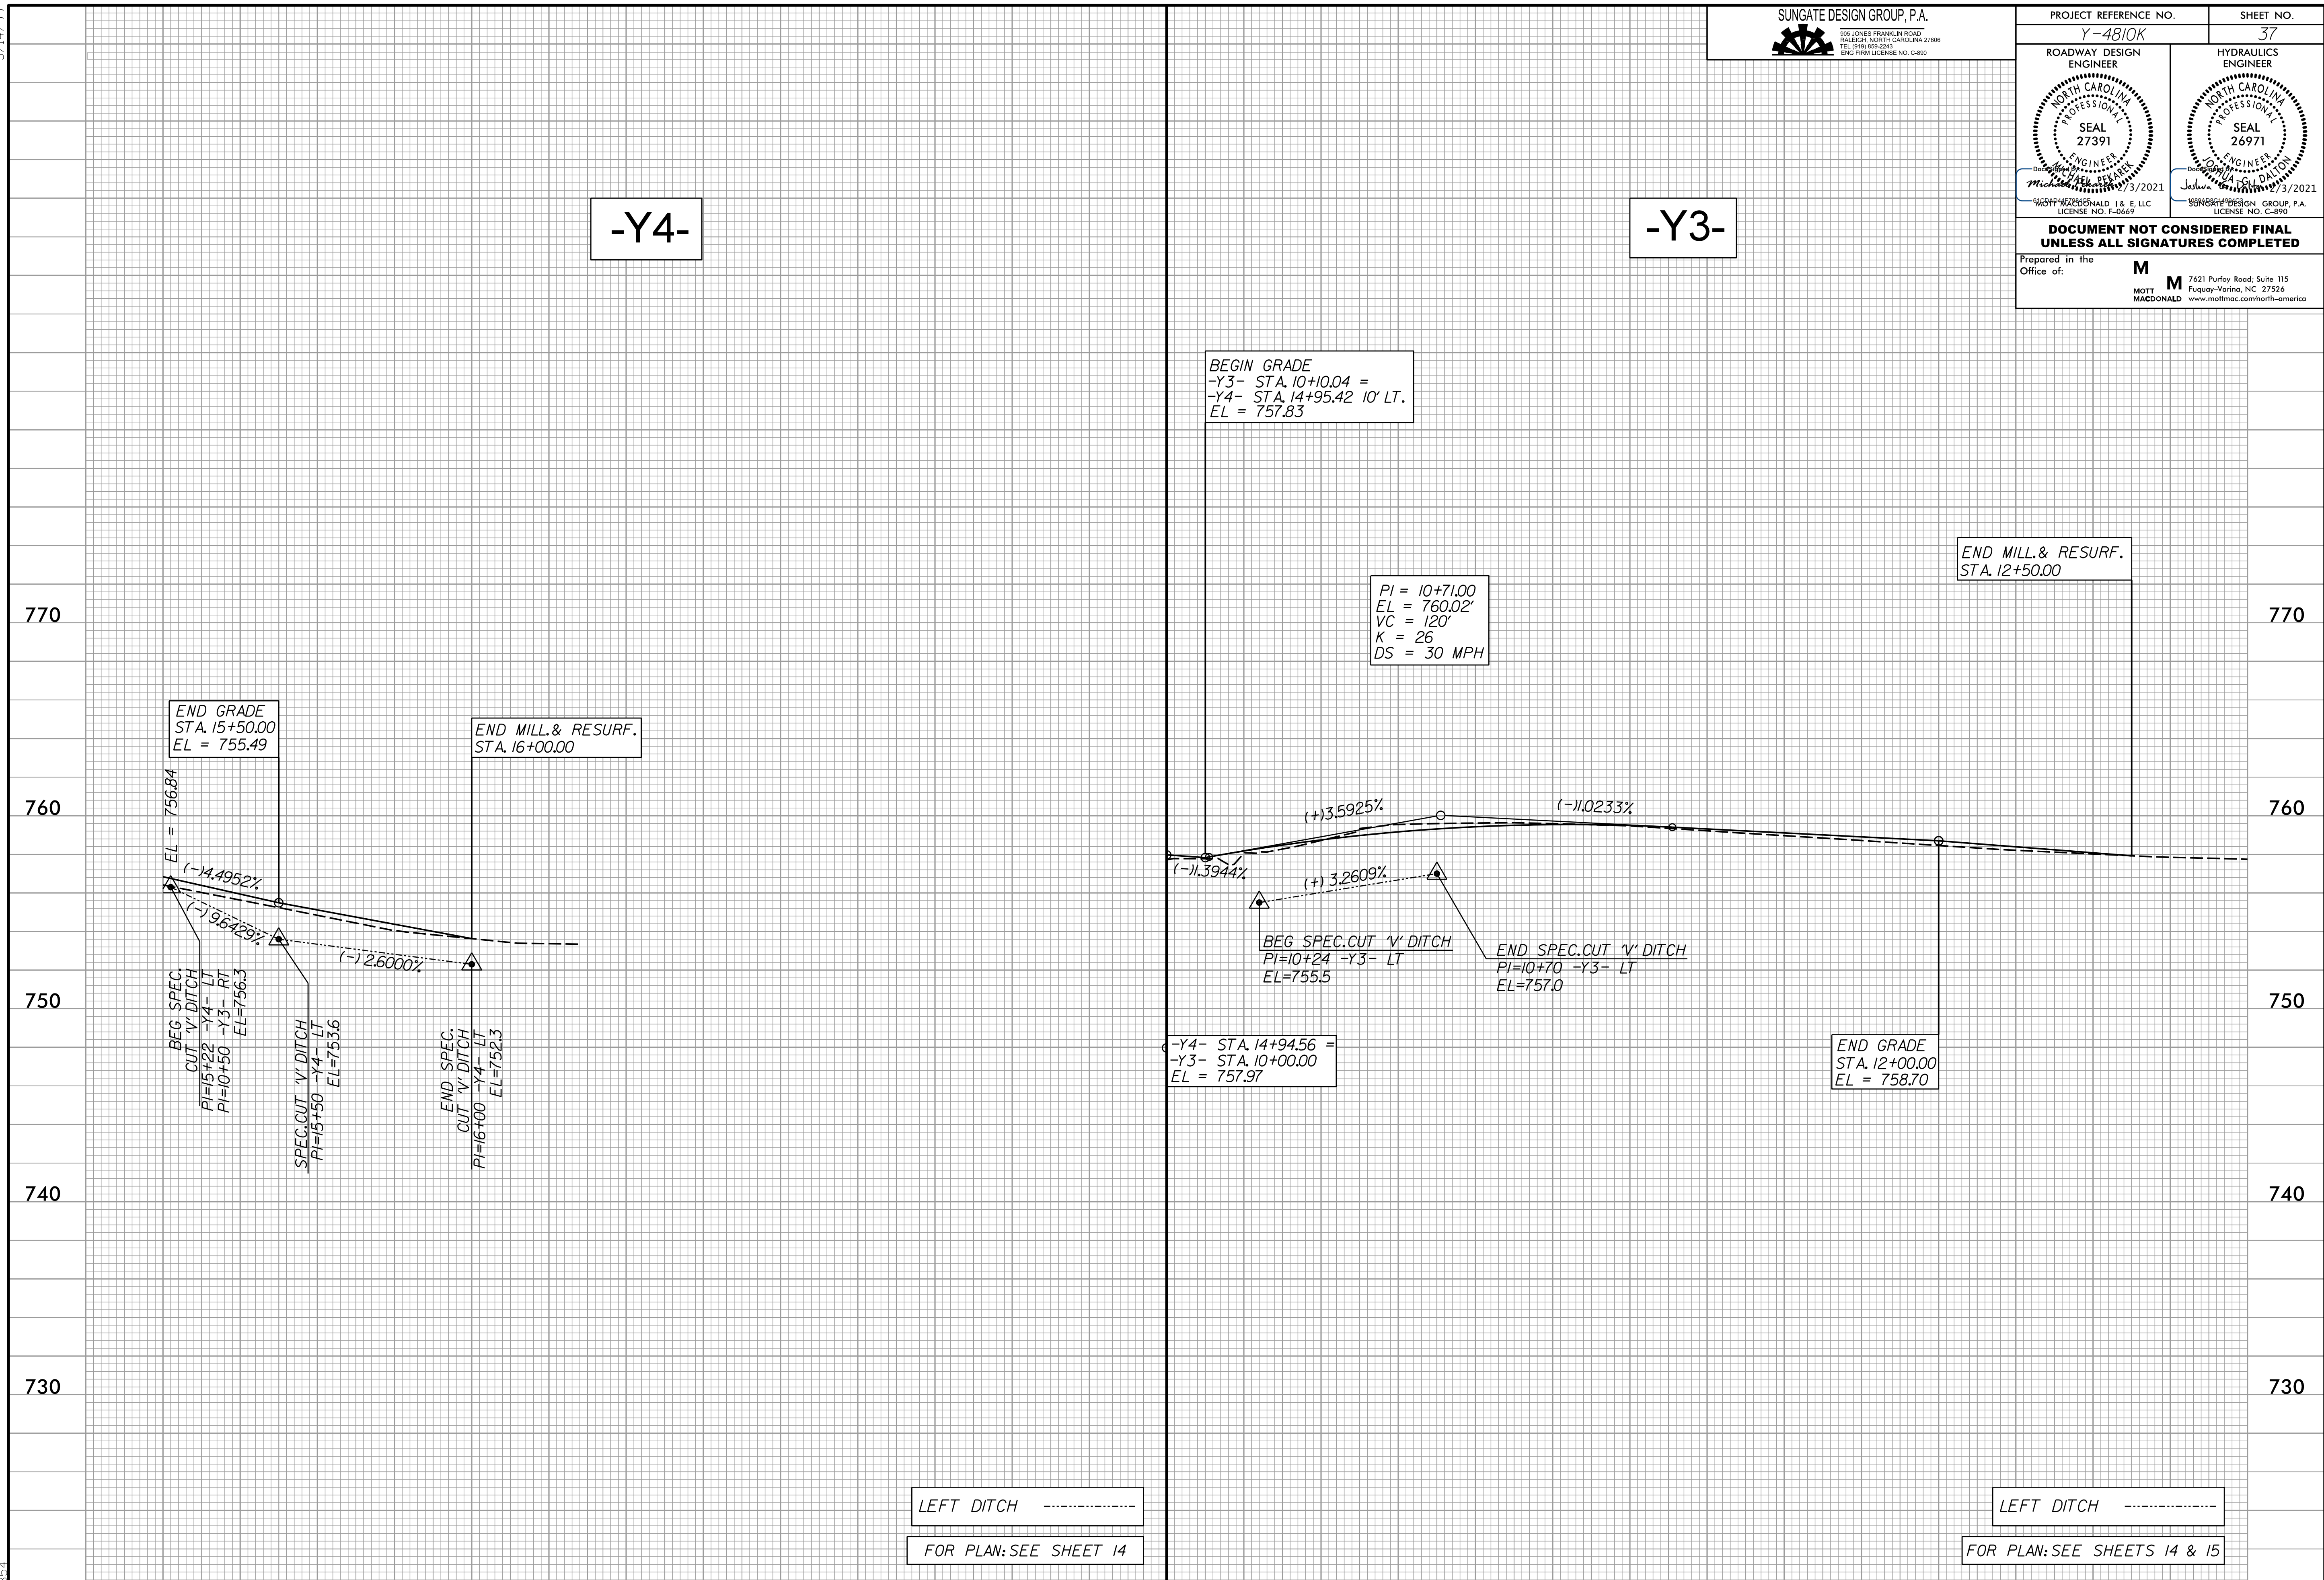 SUNGATE DESIGN GROUP, P.A.
905 JONES FRANKLIN ROAD
RALEIGH, NORTH CAROLINA 27606
TEL (919) 859-2243
ENG FIRM LICENSE NO. C-890
PROJECT REFERENCE NO.
SHEET NO.
Y-4810K
37
ROADWAY DESIGN
ENGINEER
HYDRAULICS
ENGINEER
NORTH CAROLINA
PROFESSIONAL
SEAL
27391
ENGINEER
MICHAEL PEKAREK
2/3/2021
MOTT MACDONALD I & E, LLC
LICENSE NO. F-0669
NORTH CAROLINA
PROFESSIONAL
SEAL
26971
ENGINEER
JOSHUA G. DALTON
2/3/2021
SUNGATE DESIGN GROUP, P.A.
LICENSE NO. C-890
DOCUMENT NOT CONSIDERED FINAL
UNLESS ALL SIGNATURES COMPLETED
Prepared in the
Office of:
M
M
MOTT
MACDONALD
7621 Purfoy Road; Suite 115
Fuquay-Varina, NC 27526
www.mottmac.com/north-america
-Y4-
-Y3-
BEGIN GRADE
-Y3- STA. 10+10.04 =
-Y4- STA. 14+95.42 10' LT.
EL = 757.83
END MILL. & RESURF.
STA. 12+50.00
PI = 10+71.00
EL = 760.02'
VC = 120'
K = 26
DS = 30 MPH
770
770
END GRADE
STA. 15+50.00
EL = 755.49
END MILL. & RESURF.
STA. 16+00.00
EL = 756.84
760
760
(+)3.5925%
(-)1.0233%
(-)4.4952%
(-)1.3944%
(+) 3.2609%
(-) 9.6429%
(-) 2.6000%
BEG SPEC. CUT 'V' DITCH
PI=10+24 -Y3- LT
EL=755.5
END SPEC. CUT 'V' DITCH
PI=10+70 -Y3- LT
EL=757.0
BEG SPEC.
CUT 'V' DITCH
PI=15+22 -Y4- LT
PI=10+50 -Y3- RT
EL=756.3
SPEC. CUT 'V' DITCH
PI=15+50 -Y4- LT
EL=753.6
END SPEC.
CUT 'V' DITCH
PI=16+00 -Y4- LT
EL=752.3
750
750
-Y4- STA. 14+94.56 =
-Y3- STA. 10+00.00
EL = 757.97
END GRADE
STA. 12+00.00
EL = 758.70
740
740
730
730
LEFT DITCH
FOR PLAN: SEE SHEET 14
LEFT DITCH
FOR PLAN: SEE SHEETS 14 & 15